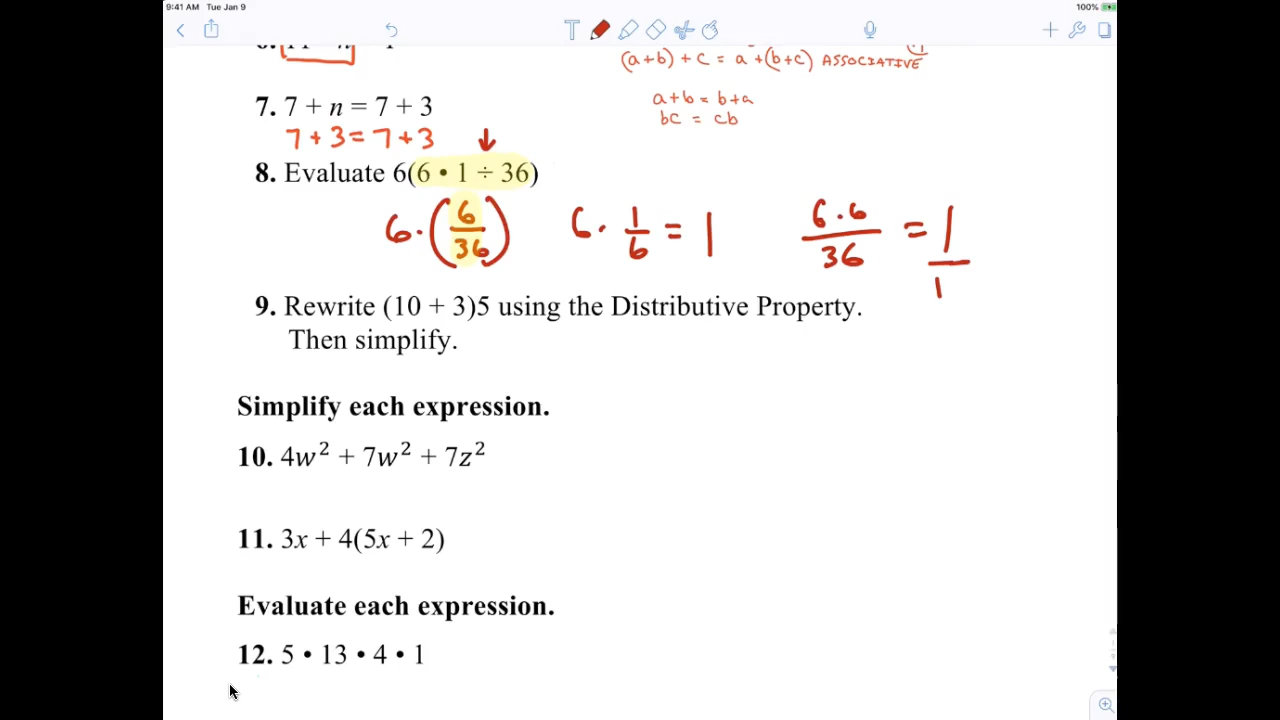 9:41 AM Tue Jan 9
100%
(a+b) + c = a + (b+c) ASSOCIATIVE
7. 7 + n = 7 + 3
a+b = b+a
bc = cb
7+3=7+3
8. Evaluate 6(6 • 1 ÷ 36)
6·(6/36) 6·1/6 = 1 6·6/36 = 1/1
9. Rewrite (10 + 3)5 using the Distributive Property.
Then simplify.
Simplify each expression.
10. 4w² + 7w² + 7z²
11. 3x + 4(5x + 2)
Evaluate each expression.
12. 5 • 13 • 4 • 1